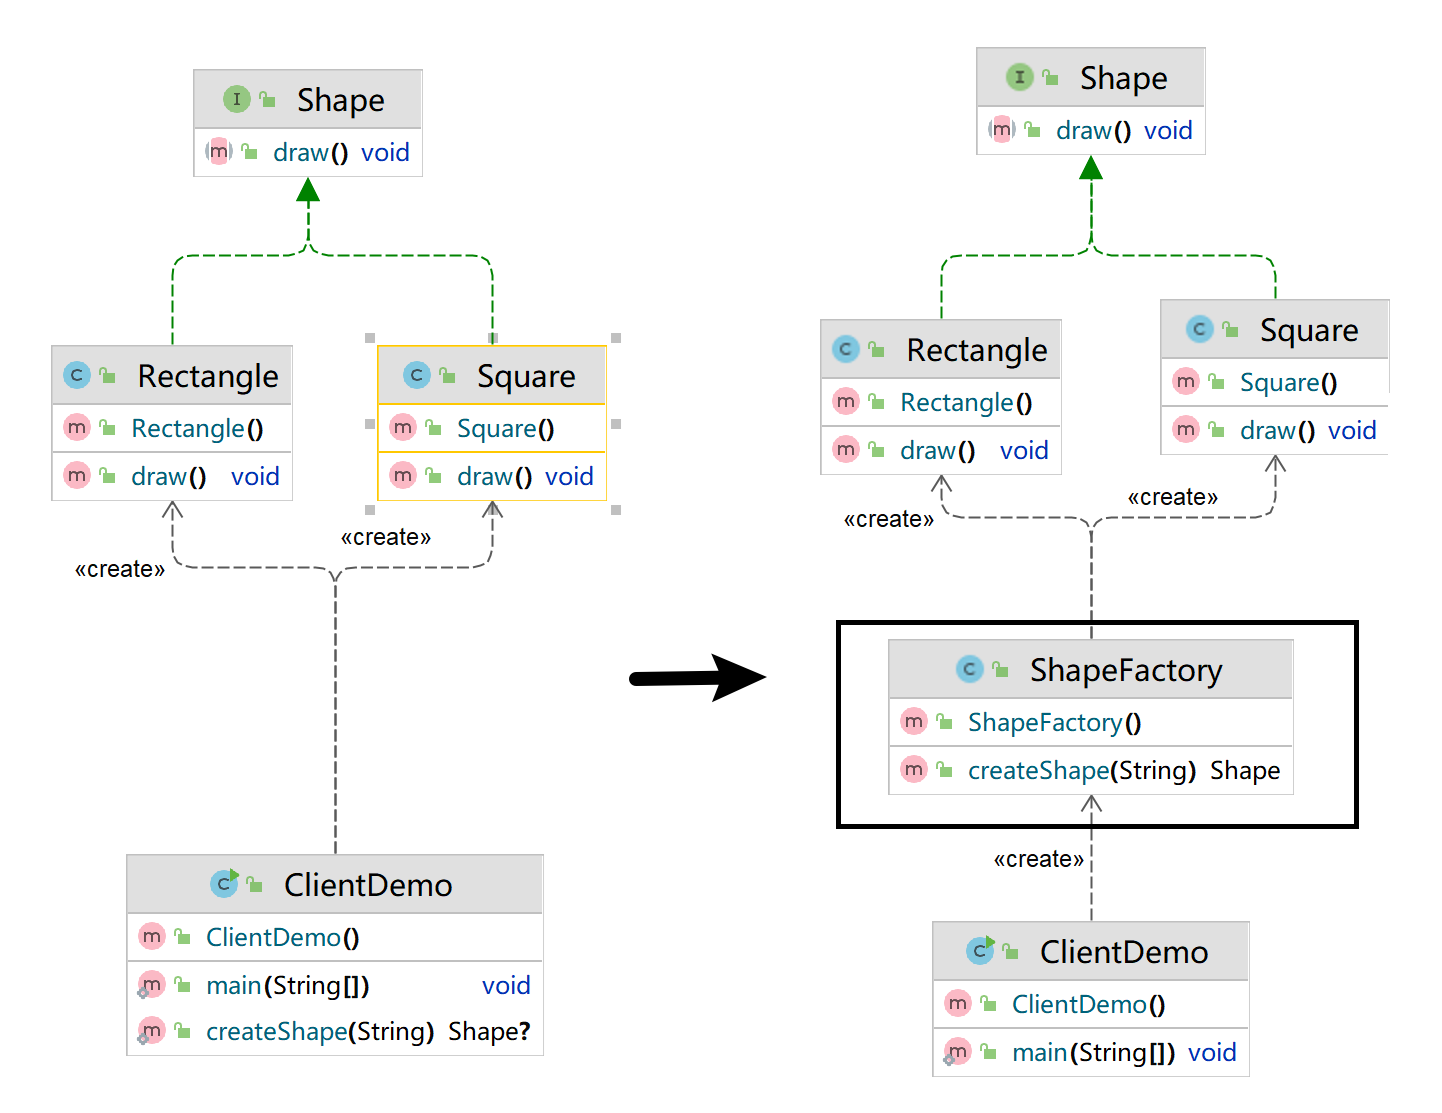 Shape
draw() void
Rectangle
Rectangle()
draw() void
Square
Square()
draw() void
«create»
«create»
ClientDemo
ClientDemo()
main(String[]) void
createShape(String) Shape?
Shape
draw() void
Rectangle
Rectangle()
draw() void
Square
Square()
draw() void
«create»
«create»
ShapeFactory
ShapeFactory()
createShape(String) Shape
«create»
ClientDemo
ClientDemo()
main(String[]) void